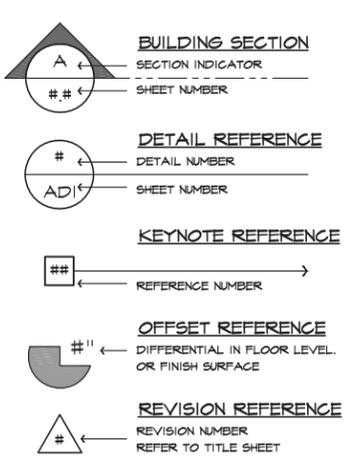 BUILDING SECTION
A
SECTION INDICATOR
#.#
SHEET NUMBER
DETAIL REFERENCE
#
DETAIL NUMBER
AD1
SHEET NUMBER
KEYNOTE REFERENCE
##
REFERENCE NUMBER
OFFSET REFERENCE
#"
DIFFERENTIAL IN FLOOR LEVEL.
OR FINISH SURFACE
REVISION REFERENCE
REVISION NUMBER
#
REFER TO TITLE SHEET